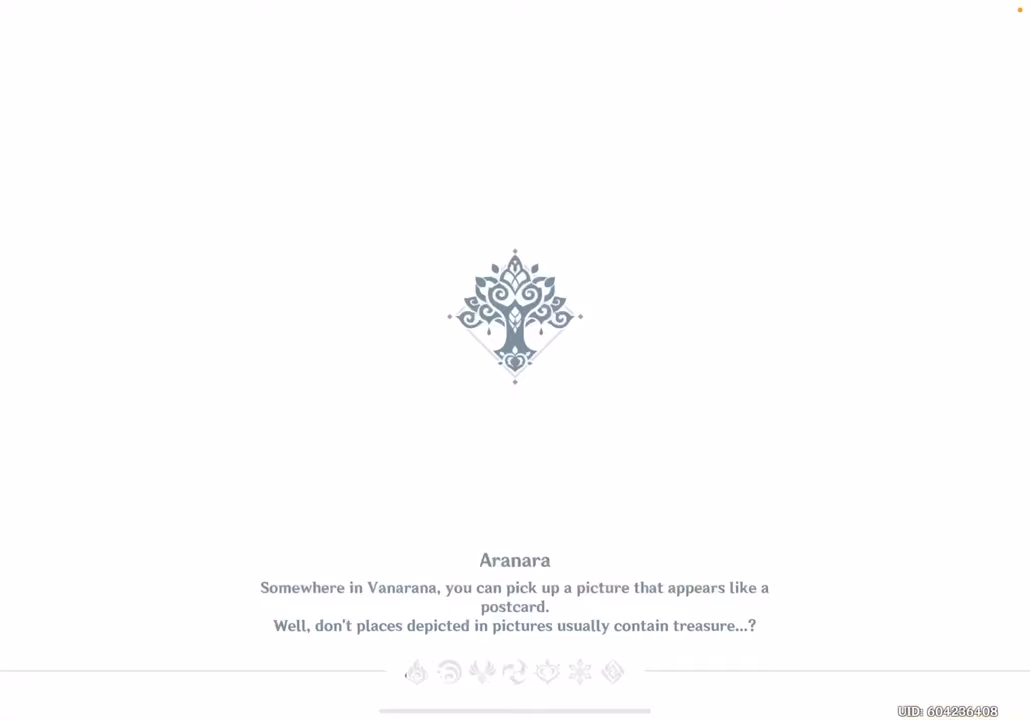 Aranara
Somewhere in Vanarana, you can pick up a picture that appears like a
postcard.
Well, don't places depicted in pictures usually contain treasure...?
UID: 604236408